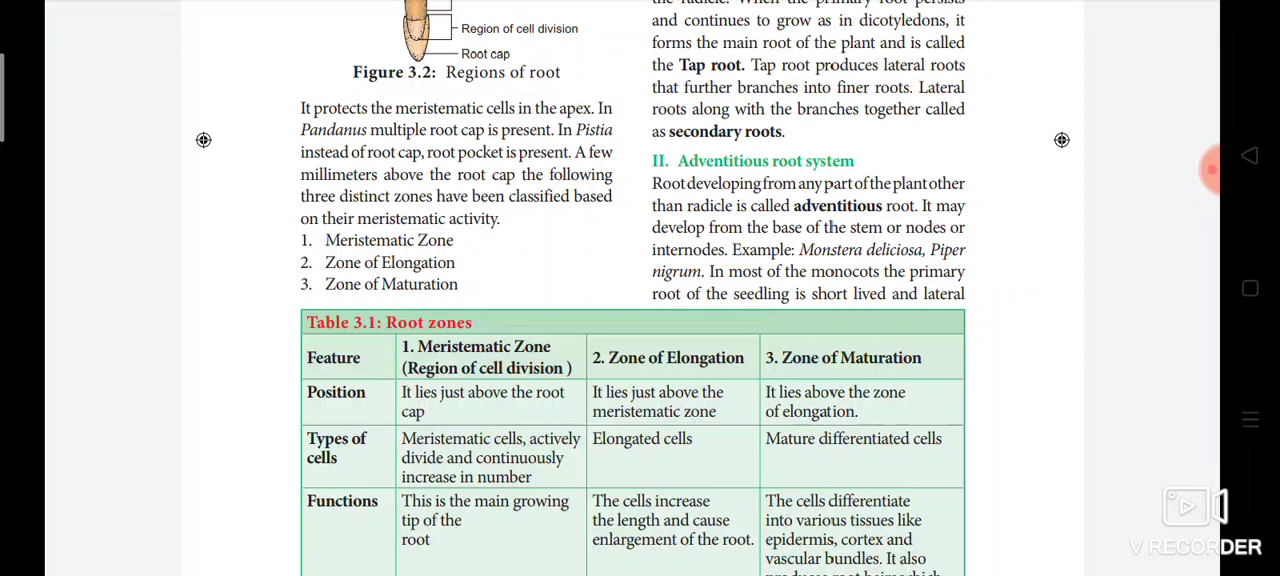 Region of cell division
Root cap
Figure 3.2: Regions of root
It protects the meristematic cells in the apex. In
Pandanus multiple root cap is present. In Pistia
instead of root cap, root pocket is present. A few
millimeters above the root cap the following
three distinct zones have been classified based
on their meristematic activity.
1. Meristematic Zone
2. Zone of Elongation
3. Zone of Maturation
the radicle. When the primary root persists
and continues to grow as in dicotyledons, it
forms the main root of the plant and is called
the Tap root. Tap root produces lateral roots
that further branches into finer roots. Lateral
roots along with the branches together called
as secondary roots.
II. Adventitious root system
Root developing from any part of the plant other
than radicle is called adventitious root. It may
develop from the base of the stem or nodes or
internodes. Example: Monstera deliciosa, Piper
nigrum. In most of the monocots the primary
root of the seedling is short lived and lateral
Table 3.1: Root zones
Feature
1. Meristematic Zone
(Region of cell division )
2. Zone of Elongation
3. Zone of Maturation
Position
It lies just above the root
cap
It lies just above the
meristematic zone
It lies above the zone
of elongation.
Types of
cells
Meristematic cells, actively
divide and continuously
increase in number
Elongated cells
Mature differentiated cells
Functions
This is the main growing
tip of the
root
The cells increase
the length and cause
enlargement of the root.
The cells differentiate
into various tissues like
epidermis, cortex and
vascular bundles. It also
V RECORDER